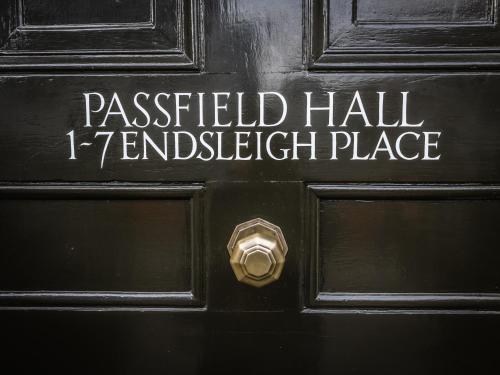 PASSFIELD HALL
1-7 ENDSLEIGH PLACE